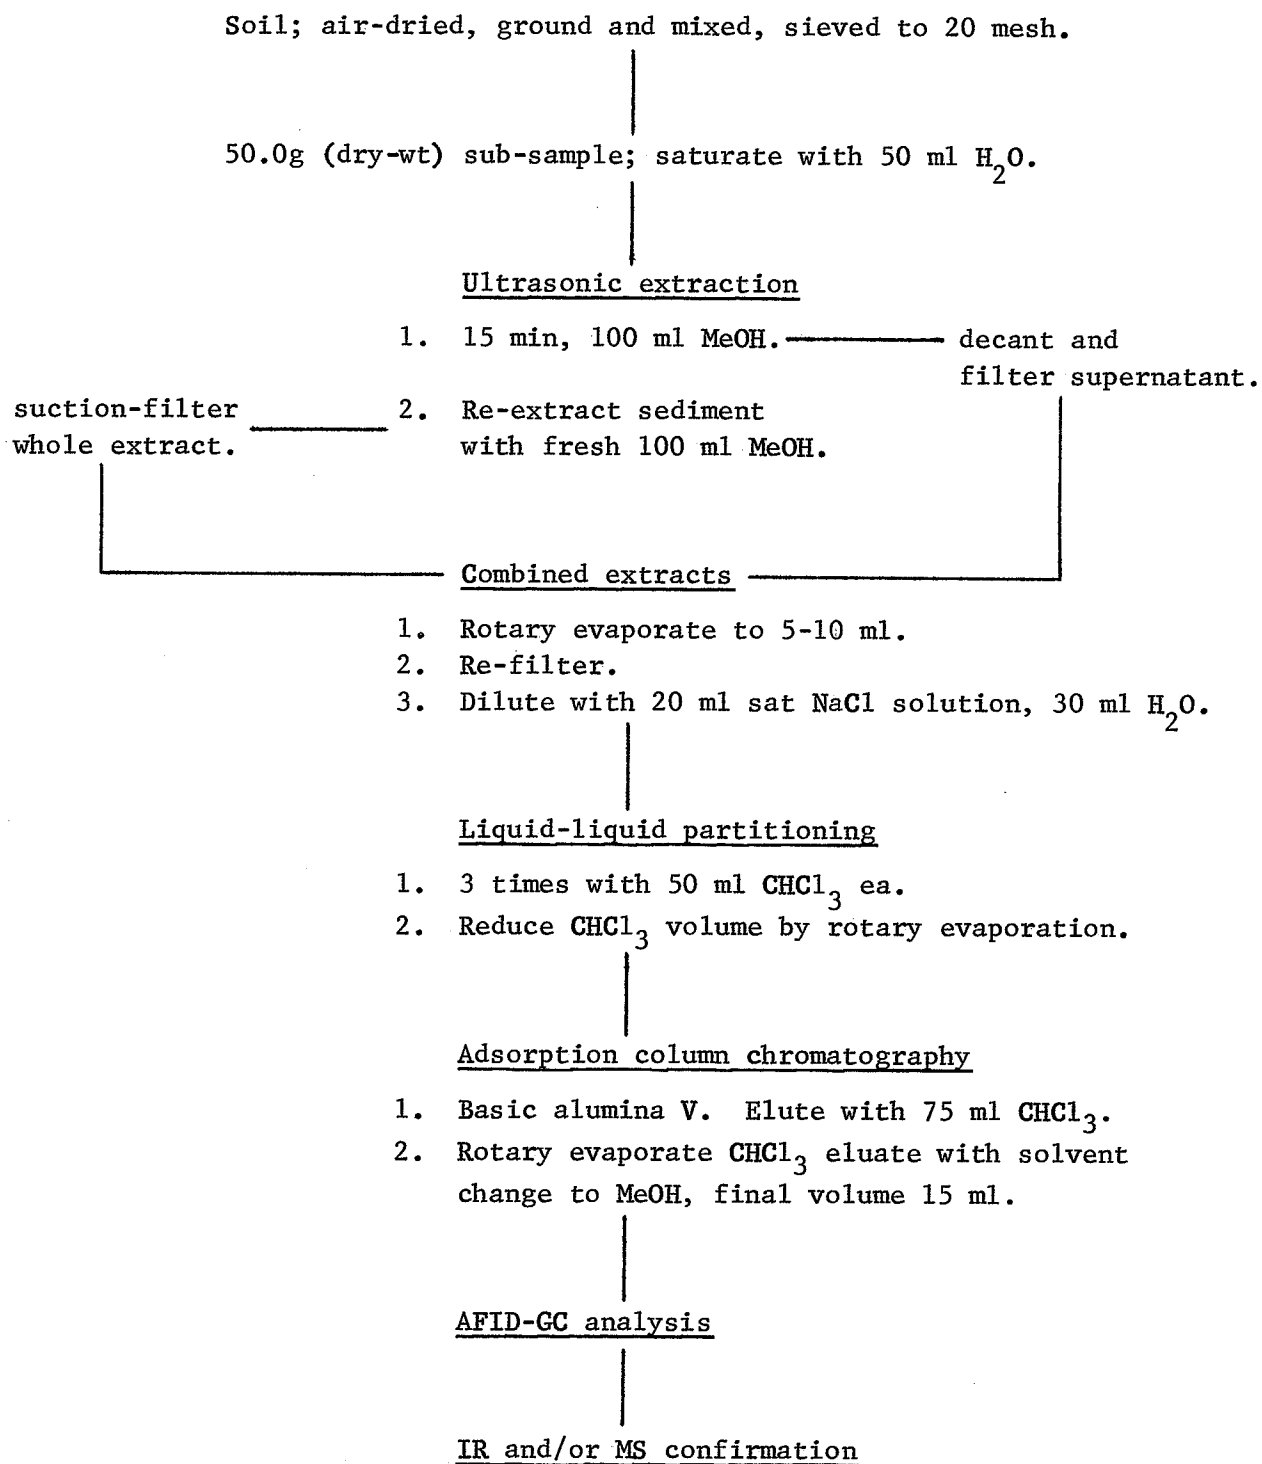 Soil; air-dried, ground and mixed, sieved to 20 mesh.
50.0g (dry-wt) sub-sample; saturate with 50 ml H2O.
Ultrasonic extraction
1. 15 min, 100 ml MeOH.
decant and
filter supernatant.
suction-filter
whole extract.
2. Re-extract sediment
with fresh 100 ml MeOH.
Combined extracts
1. Rotary evaporate to 5-10 ml.
2. Re-filter.
3. Dilute with 20 ml sat NaCl solution, 30 ml H2O.
Liquid-liquid partitioning
1. 3 times with 50 ml CHCl3 ea.
2. Reduce CHCl3 volume by rotary evaporation.
Adsorption column chromatography
1. Basic alumina V. Elute with 75 ml CHCl3.
2. Rotary evaporate CHCl3 eluate with solvent
change to MeOH, final volume 15 ml.
AFID-GC analysis
IR and/or MS confirmation